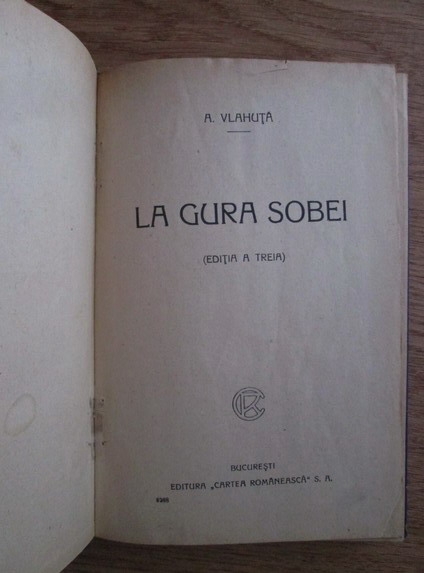 A. VLAHUȚĂ
LA GURA SOBEI
(EDIȚIA A TREIA)
BUCUREȘTI
EDITURA „CARTEA ROMÂNEASCĂ“ S. A.